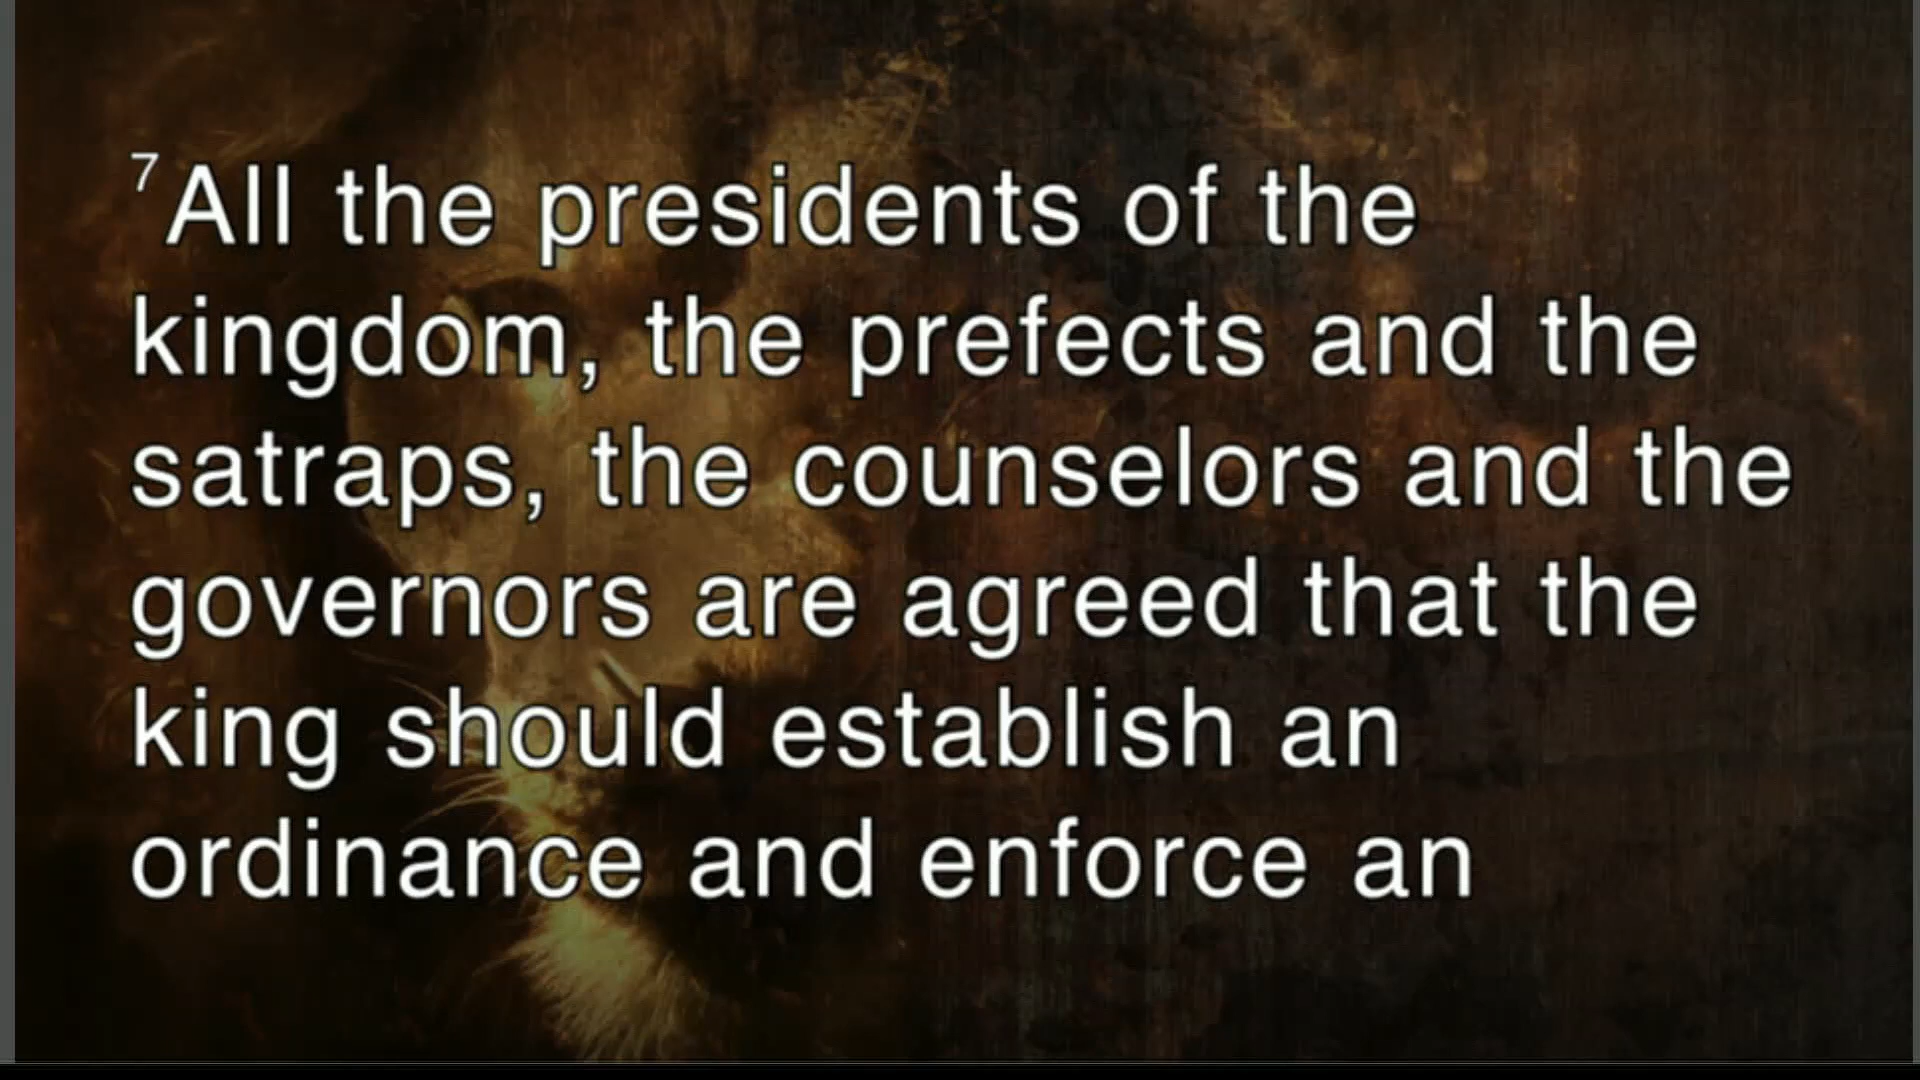 7All the presidents of the
kingdom, the prefects and the
satraps, the counselors and the
governors are agreed that the
king should establish an
ordinance and enforce an